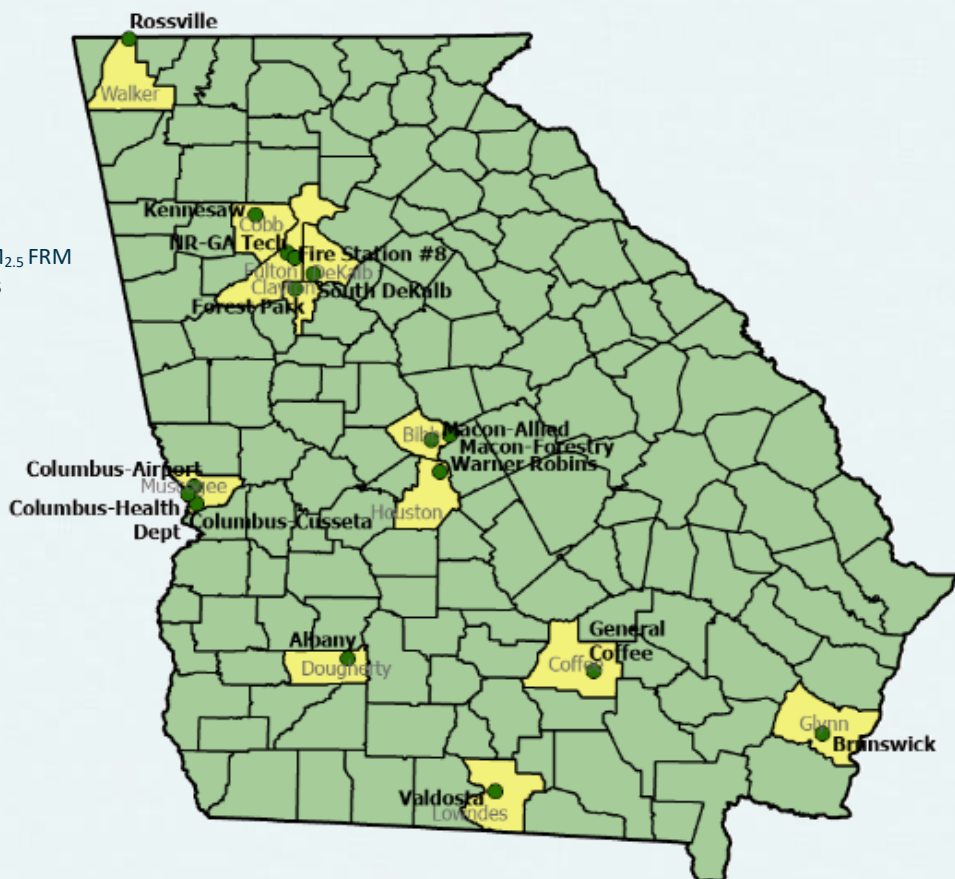 Rossville
Walker
Kennesaw
Cobb
NR-GA Tech
Fire Station #8
2.5 FRM
Fulton
DeKalb
Clayton
South DeKalb
Forest Park
Macon-Allied
Bibb
Macon-Forestry
Warner Robins
Columbus-Airport
Muscogee
Columbus-Health
Dept
Columbus-Cusseta
Houston
General
Coffee
Albany
Dougherty
Coffee
Glynn
Brunswick
Valdosta
Lowndes